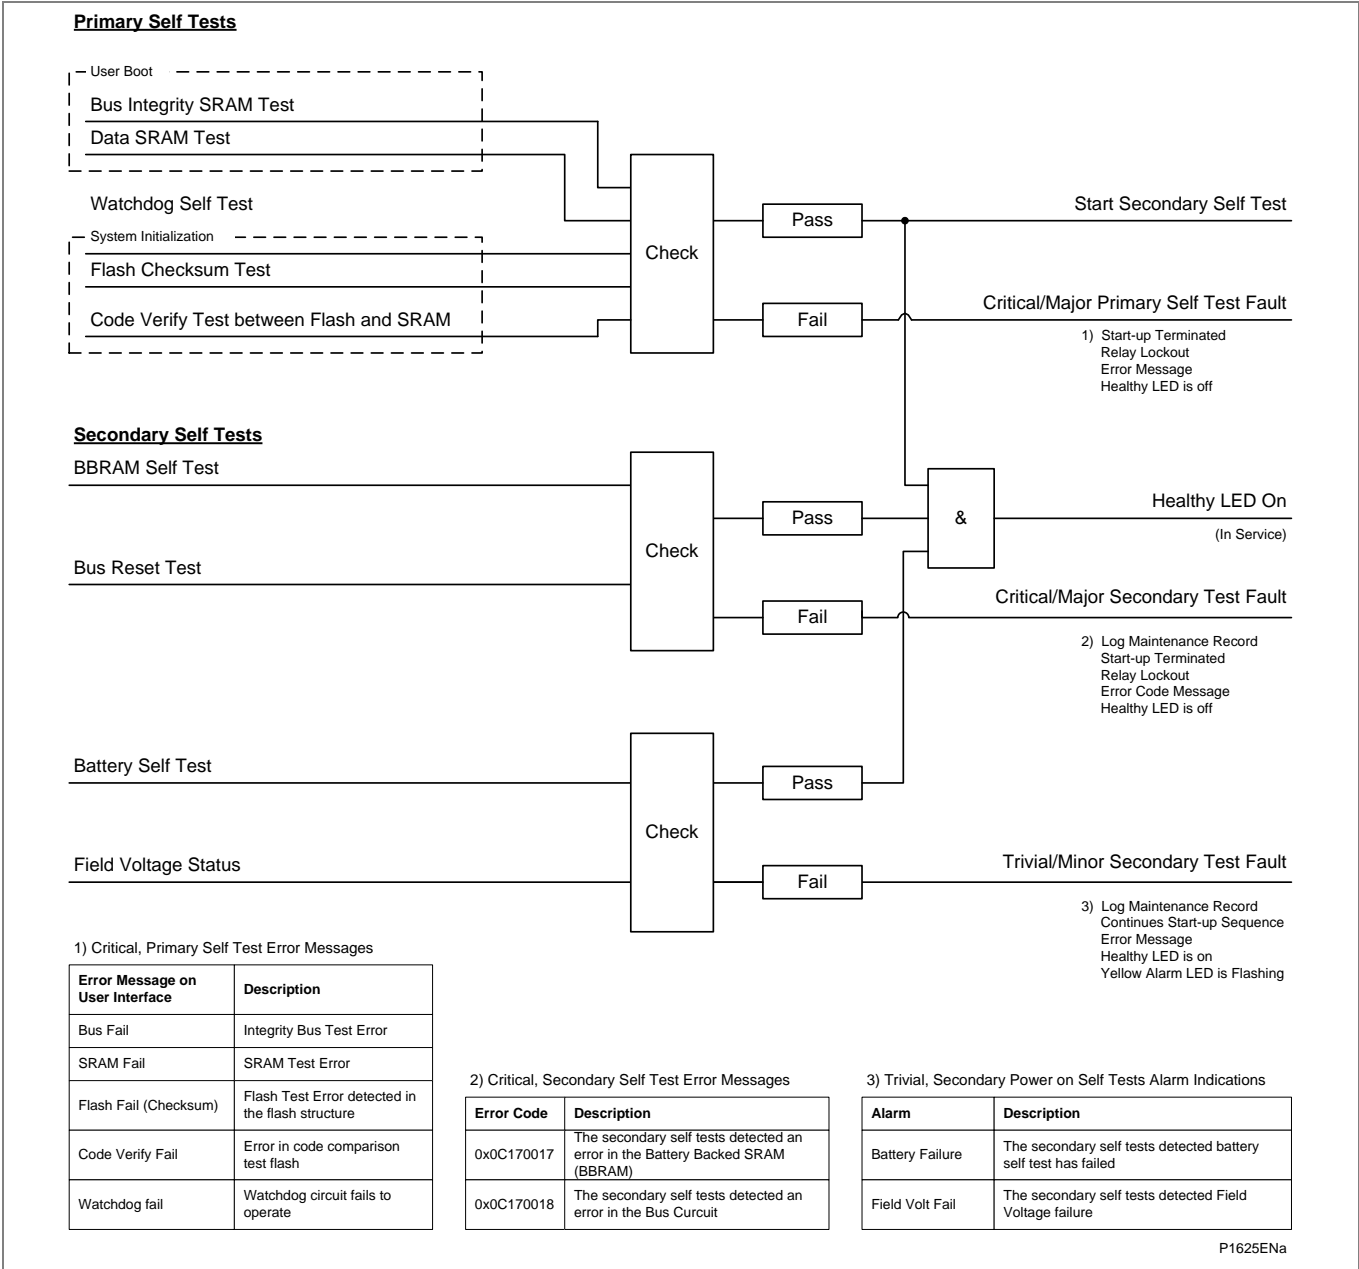 Primary Self Tests
User Boot
Bus Integrity SRAM Test
Data SRAM Test
Watchdog Self Test
System Initialization
Flash Checksum Test
Code Verify Test between Flash and SRAM
Check
Pass
Fail
Start Secondary Self Test
Critical/Major Primary Self Test Fault
1) Start-up Terminated
Relay Lockout
Error Message
Healthy LED is off
Secondary Self Tests
BBRAM Self Test
Bus Reset Test
Check
Pass
Fail
&
Healthy LED On
(In Service)
Critical/Major Secondary Test Fault
2) Log Maintenance Record
Start-up Terminated
Relay Lockout
Error Code Message
Healthy LED is off
Battery Self Test
Field Voltage Status
Check
Pass
Fail
Trivial/Minor Secondary Test Fault
3) Log Maintenance Record
Continues Start-up Sequence
Error Message
Healthy LED is on
Yellow Alarm LED is Flashing
1) Critical, Primary Self Test Error Messages
Error Message on
User Interface
Description
Bus Fail
Integrity Bus Test Error
SRAM Fail
SRAM Test Error
Flash Fail (Checksum)
Flash Test Error detected in
the flash structure
Code Verify Fail
Error in code comparison
test flash
Watchdog fail
Watchdog circuit fails to
operate
2) Critical, Secondary Self Test Error Messages
Error Code
Description
0x0C170017
The secondary self tests detected an
error in the Battery Backed SRAM
(BBRAM)
0x0C170018
The secondary self tests detected an
error in the Bus Curcuit
3) Trivial, Secondary Power on Self Tests Alarm Indications
Alarm
Description
Battery Failure
The secondary self tests detected battery
self test has failed
Field Volt Fail
The secondary self tests detected Field
Voltage failure
P1625ENa